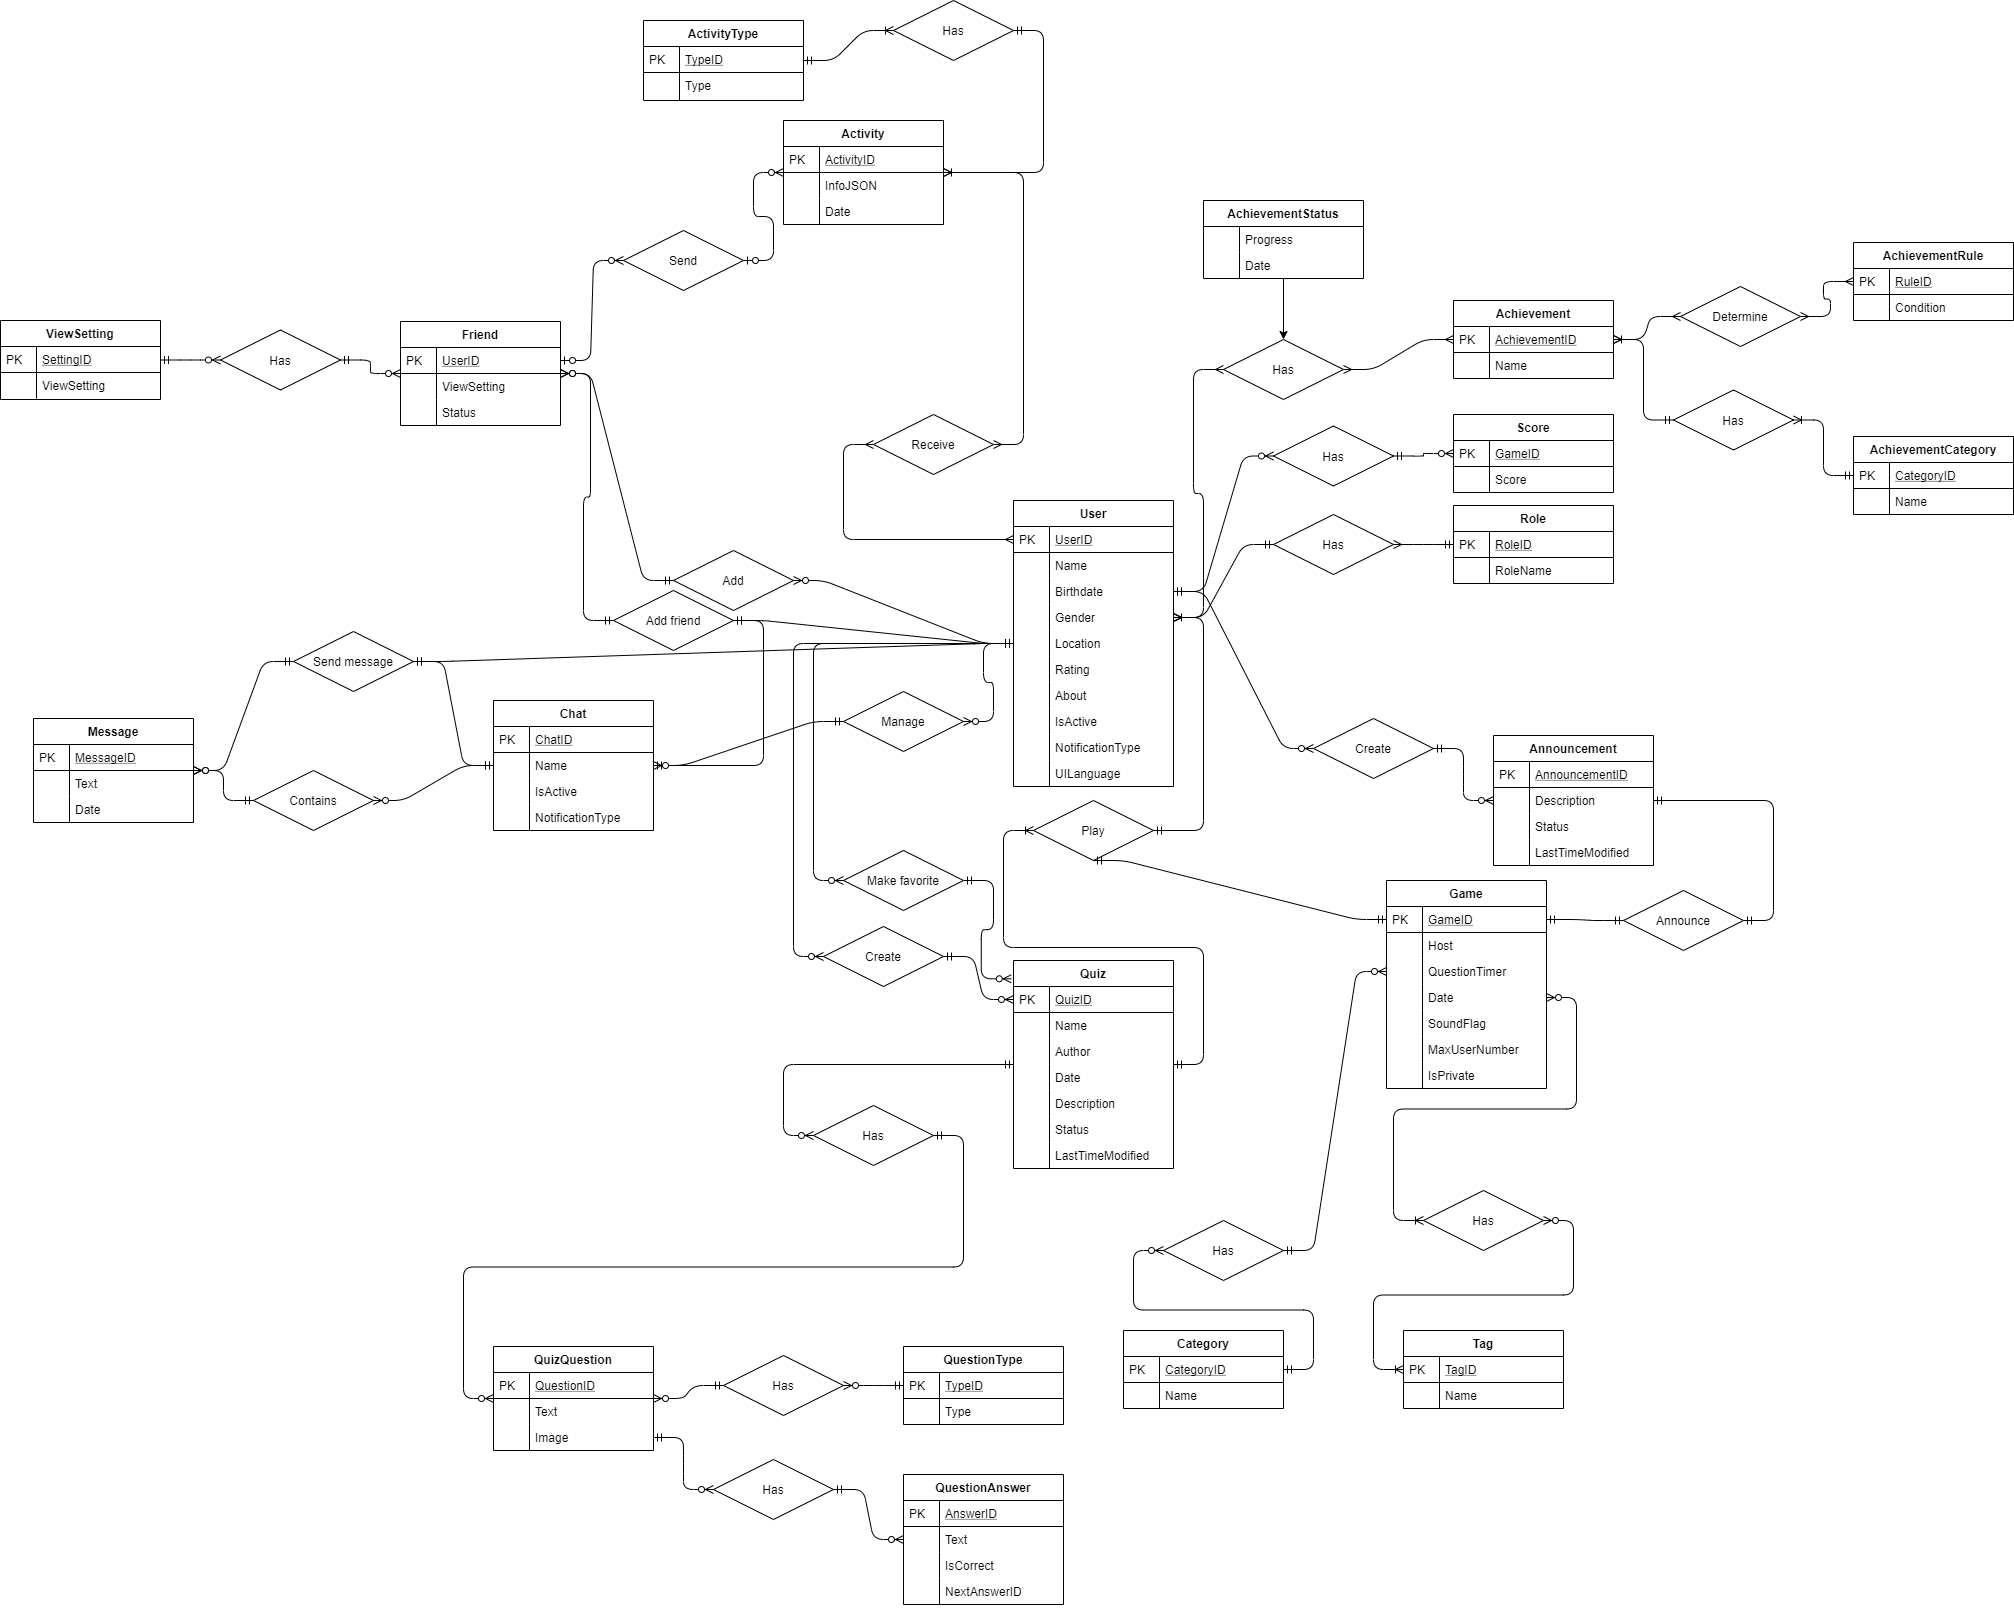 ActivityType
PK TypeID
Type
Has
Activity
PK ActivityID
InfoJSON
Date
Send
ViewSetting
PK SettingID
ViewSetting
Has
Friend
PK UserID
ViewSetting
Status
Receive
AchievementStatus
Progress
Date
Has
Achievement
PK AchievementID
Name
Determine
AchievementRule
PK RuleID
Condition
Has
AchievementCategory
PK CategoryID
Name
Has
Score
PK GameID
Score
Has
Role
PK RoleID
RoleName
User
PK UserID
Name
Birthdate
Gender
Location
Rating
About
IsActive
NotificationType
UILanguage
Add
Add friend
Send message
Message
PK MessageID
Text
Date
Contains
Chat
PK ChatID
Name
IsActive
NotificationType
Manage
Create
Announcement
PK AnnouncementID
Description
Status
LastTimeModified
Play
Make favorite
Create
Game
PK GameID
Host
QuestionTimer
Date
SoundFlag
MaxUserNumber
IsPrivate
Announce
Quiz
PK QuizID
Name
Author
Date
Description
Status
LastTimeModified
Has
Has
Has
Category
PK CategoryID
Name
Tag
PK TagID
Name
QuizQuestion
PK QuestionID
Text
Image
Has
QuestionType
PK TypeID
Type
Has
QuestionAnswer
PK AnswerID
Text
IsCorrect
NextAnswerID